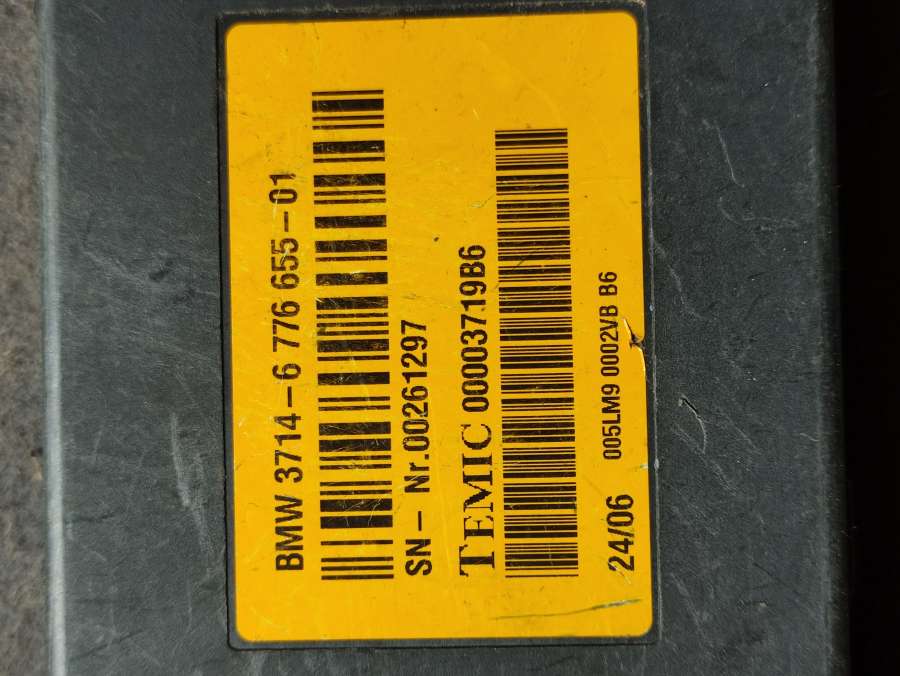 BMW 3714-6 776 655-01
SN- Nr.00261297
TEMIC 00003719B6
24/06 005LM9 0002VB B6